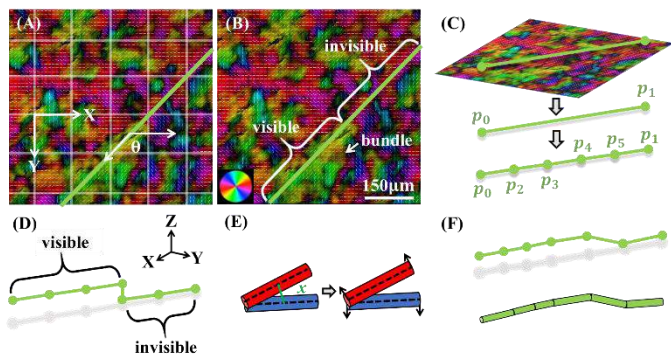 (A)
X
Y
θ
(B)
invisible
visible
bundle
150μm
(C)
p₁
p₀
p₁
p₄
p₅
p₂
p₃
p₀
(D)
visible
Z
X
Y
invisible
(E)
x
(F)